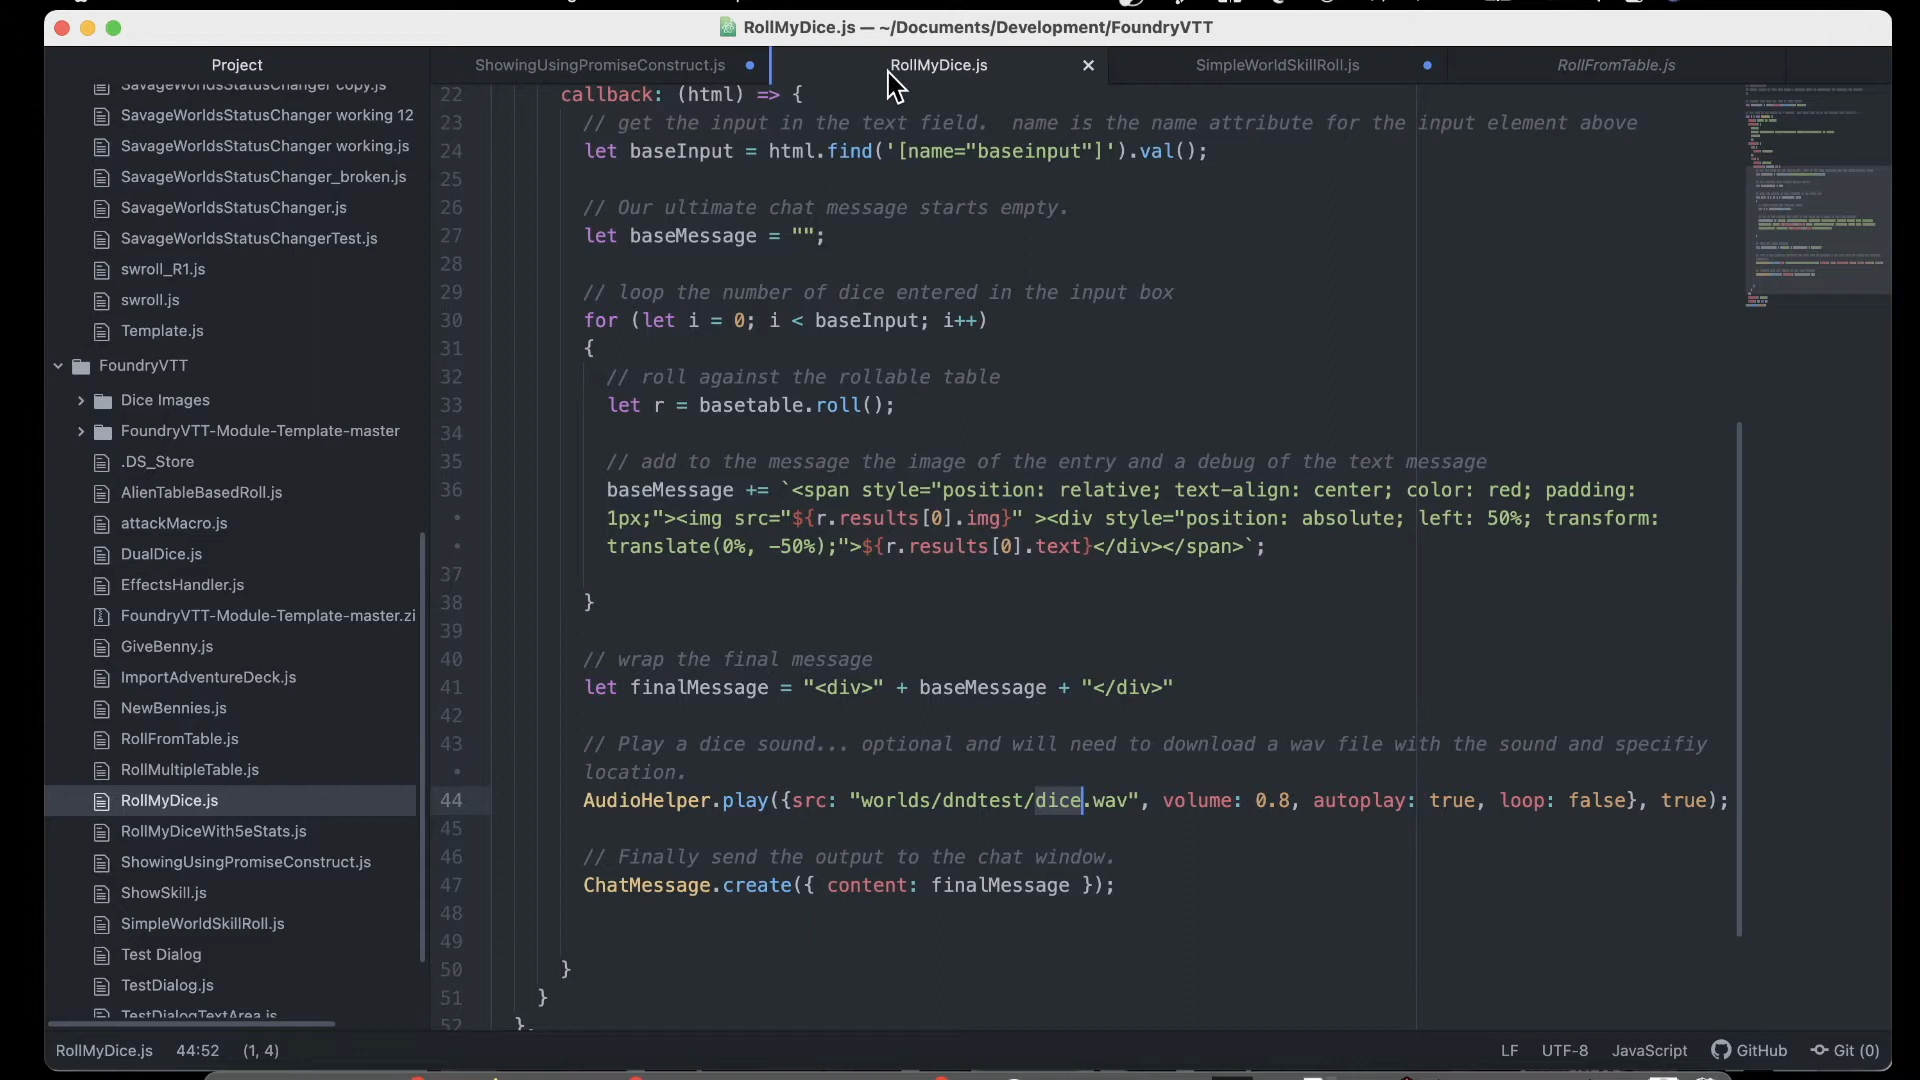 RollMyDice.js — ~/Documents/Development/FoundryVTT
Project
ShowingUsingPromiseConstruct.js
RollMyDice.js
SimpleWorldSkillRoll.js
RollFromTable.js
SavageWorldsStatusChanger copy.js
SavageWorldsStatusChanger working 12
SavageWorldsStatusChanger working.js
SavageWorldsStatusChanger_broken.js
SavageWorldsStatusChanger.js
SavageWorldsStatusChangerTest.js
swroll_R1.js
swroll.js
Template.js
FoundryVTT
Dice Images
FoundryVTT-Module-Template-master
.DS_Store
AlienTableBasedRoll.js
attackMacro.js
DualDice.js
EffectsHandler.js
FoundryVTT-Module-Template-master.zi
GiveBenny.js
ImportAdventureDeck.js
NewBennies.js
RollFromTable.js
RollMultipleTable.js
RollMyDice.js
RollMyDiceWith5eStats.js
ShowingUsingPromiseConstruct.js
ShowSkill.js
SimpleWorldSkillRoll.js
Test Dialog
TestDialog.js
TestDialogTextArea.js
22 callback: (html) => {
23 // get the input in the text field.  name is the name attribute for the input element above
24 let baseInput = html.find('[name="baseinput"]').val();
25
26 // Our ultimate chat message starts empty.
27 let baseMessage = "";
28
29 // loop the number of dice entered in the input box
30 for (let i = 0; i < baseInput; i++)
31 {
32 // roll against the rollable table
33 let r = basetable.roll();
34
35 // add to the message the image of the entry and a debug of the text message
36 baseMessage += `<span style="position: relative; text-align: center; color: red; padding:
• 1px;"><img src="${r.results[0].img}" ><div style="position: absolute; left: 50%; transform:
• translate(0%, -50%);">${r.results[0].text}</div></span>`;
37
38 }
39
40 // wrap the final message
41 let finalMessage = "<div>" + baseMessage + "</div>"
42
43 // Play a dice sound... optional and will need to download a wav file with the sound and specifiy
• location.
44 AudioHelper.play({src: "worlds/dndtest/dice.wav", volume: 0.8, autoplay: true, loop: false}, true);
45
46 // Finally send the output to the chat window.
47 ChatMessage.create({ content: finalMessage });
48
49
50 }
51 }
52 },
RollMyDice.js 44:52 (1, 4)
LF UTF-8 JavaScript GitHub Git (0)